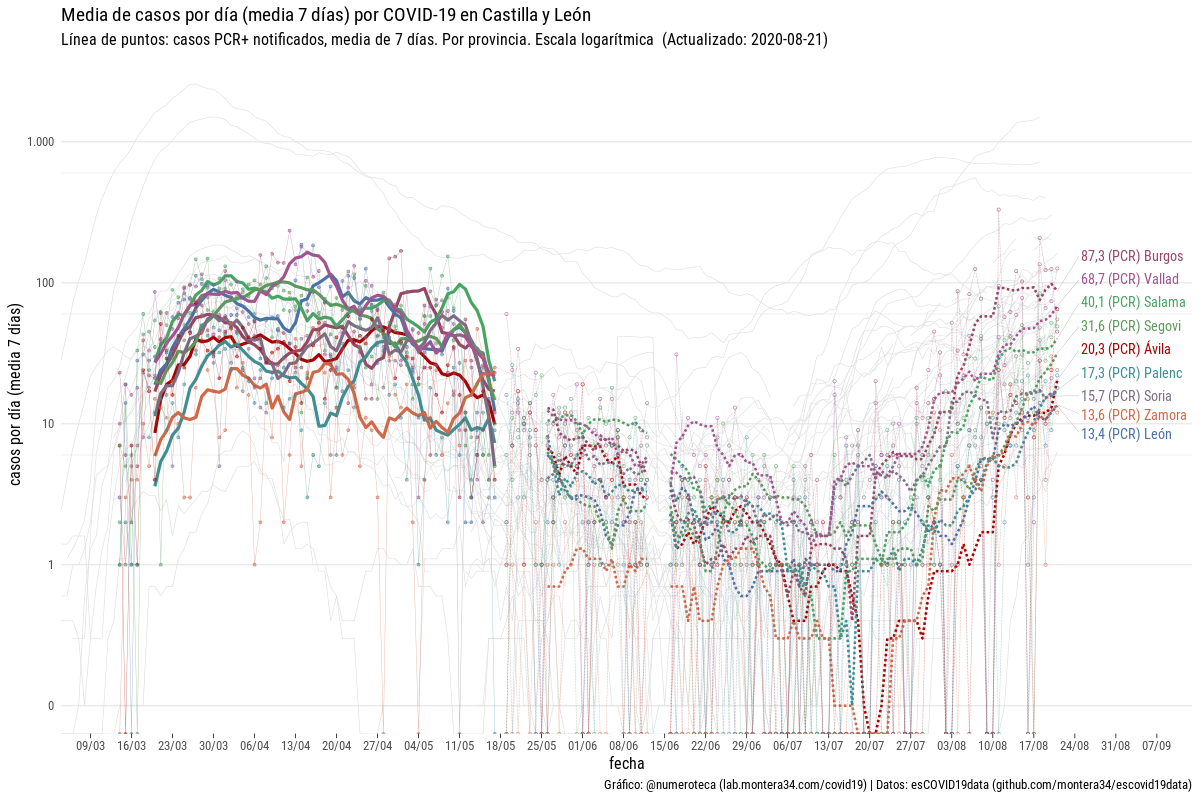 Media de casos por día (media 7 días) por COVID-19 en Castilla y León
Línea de puntos: casos PCR+ notificados, media de 7 días. Por provincia. Escala logarítmica  (Actualizado: 2020-08-21)
casos por día (media 7 días)
1.000
100
10
1
0
87,3 (PCR) Burgos
68,7 (PCR) Vallad
40,1 (PCR) Salama
31,6 (PCR) Segovi
20,3 (PCR) Ávila
17,3 (PCR) Palenc
15,7 (PCR) Soria
13,6 (PCR) Zamora
13,4 (PCR) León
09/03 16/03 23/03 30/03 06/04 13/04 20/04 27/04 04/05 11/05 18/05 25/05 01/06 08/06 15/06 22/06 29/06 06/07 13/07 20/07 27/07 03/08 10/08 17/08 24/08 31/08 07/09
fecha
Gráfico: @numeroteca (lab.montera34.com/covid19) | Datos: esCOVID19data (github.com/montera34/escovid19data)